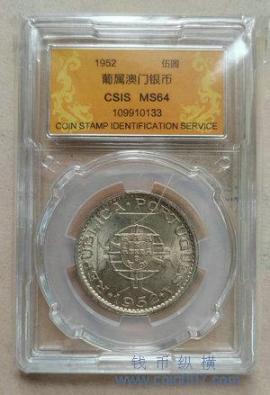 1952 伍圆
葡属澳门银币
CSIS MS64
109910133
COIN STAMP IDENTIFICATION SERVICE
REPUBLICA · PORTUGUESA
· 1952 ·
钱币纵横